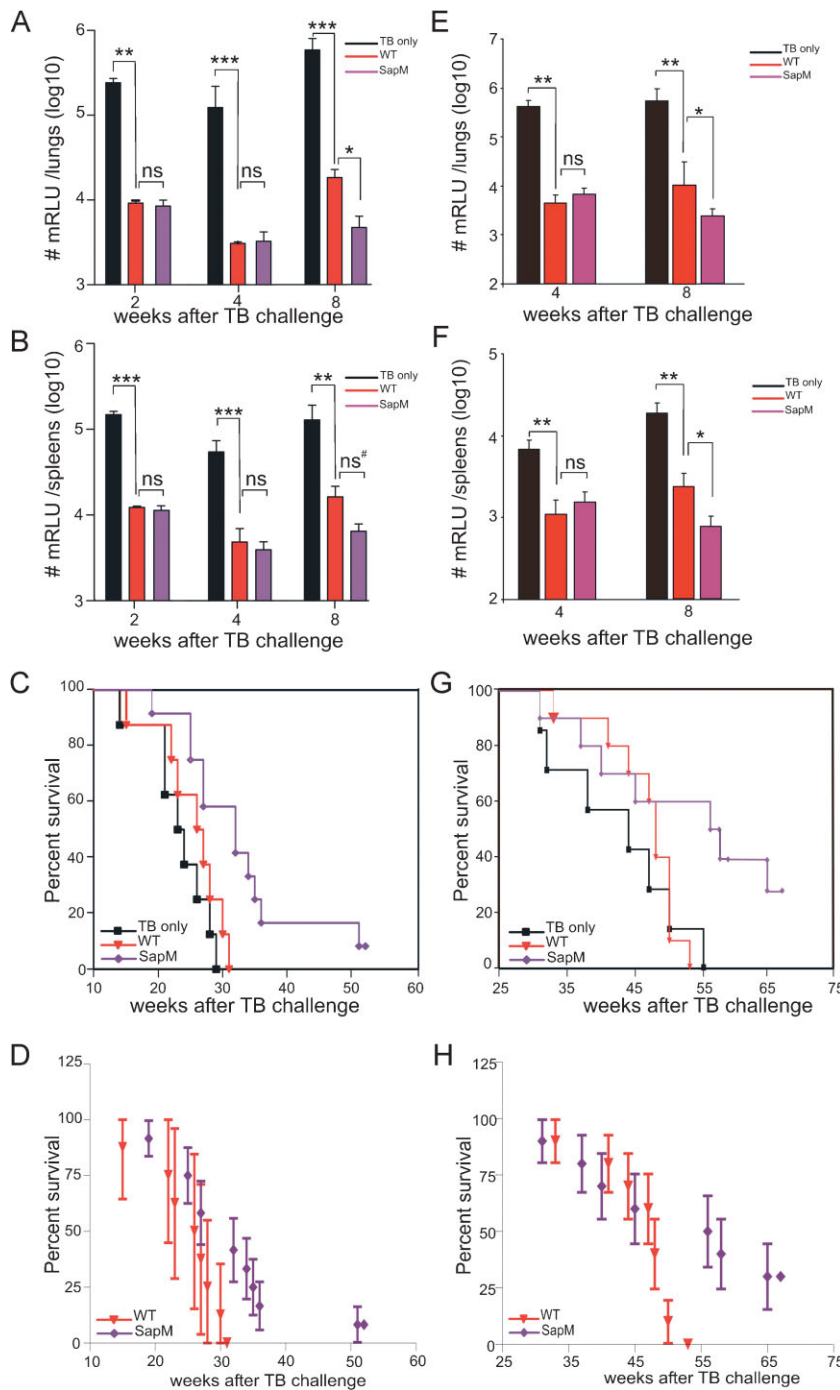 A
# mRLU /lungs (log10)
6
5
4
3
**
ns
***
ns
***
*
TB only
WT
SapM
2
4
8
weeks after TB challenge
B
# mRLU /spleens (log10)
6
5
4
3
***
ns
***
ns
**
ns#
TB only
WT
SapM
2
4
8
weeks after TB challenge
C
Percent survival
100
80
60
40
20
0
TB only
WT
SapM
10
20
30
40
50
60
weeks after TB challenge
D
Percent survival
125
100
75
50
25
0
WT
SapM
10
20
30
40
50
60
weeks after TB challenge
E
# mRLU /lungs (log10)
7
6
5
4
3
2
**
ns
**
*
TB only
WT
SapM
4
8
weeks after TB challenge
F
# mRLU /spleens (log10)
5
4
3
2
**
ns
**
*
TB only
WT
SapM
4
8
weeks after TB challenge
G
Percent survival
100
80
60
40
20
0
TB only
WT
SapM
25
35
45
55
65
75
weeks after TB challenge
H
Percent survival
125
100
75
50
25
0
WT
SapM
25
35
45
55
65
75
weeks after TB challenge